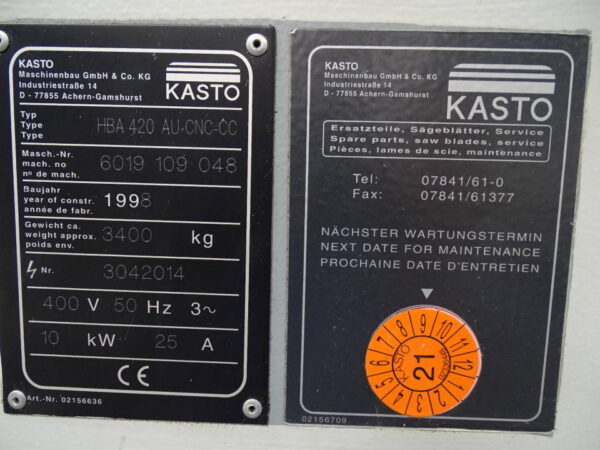 KASTO
Maschinenbau GmbH & Co. KG
Industriestraße 14
D - 77855 Achern-Gamshurst
KASTO
Typ
Type
Type
HBA 420 AU-CNC-CC
Masch.-Nr.
mach. no
nº de mach.
6019 109 048
Baujahr
year of constr.
année de fabr.
1998
Gewicht ca.
weight approx.
poids env.
3400 kg
Nr. 3042014
400 V 50 Hz 3~
10 kW 25 A
CE
Art.-Nr. 02156636
KASTO
Maschinenbau GmbH & Co. KG
Industriestraße 14
D - 77855 Achern-Gamshurst
KASTO
Ersatzteile, Sägeblätter, Service
Spare parts, saw blades, service
Pièces, lames de scie, maintenance
Tel: 07841/61-0
Fax: 07841/61377
NÄCHSTER WARTUNGSTERMIN
NEXT DATE FOR MAINTENANCE
PROCHAINE DATE D'ENTRETIEN
1 2 3 4 5 6 7 8 9 10 11 12
KASTO
21
02156709